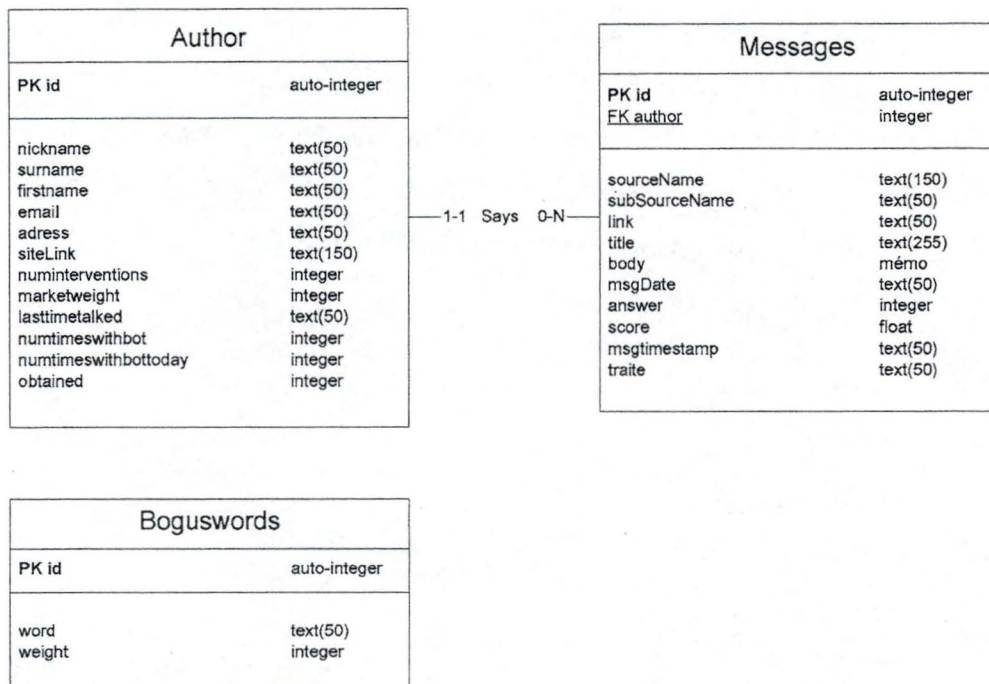 Author
PK id auto-integer
nickname text(50)
surname text(50)
firstname text(50)
email text(50)
adress text(50)
siteLink text(150)
numinterventions integer
marketweight integer
lasttimetalked text(50)
numtimeswithbot integer
numtimeswithbottoday integer
obtained integer
1-1 Says 0-N
Messages
PK id auto-integer
FK author integer
sourceName text(150)
subSourceName text(50)
link text(50)
title text(255)
body mémo
msgDate text(50)
answer integer
score float
msgtimestamp text(50)
traite text(50)
Boguswords
PK id auto-integer
word text(50)
weight integer